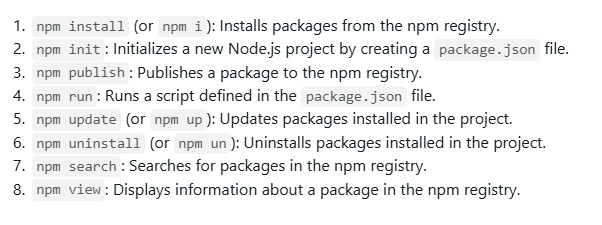 1. npm install (or npm i): Installs packages from the npm registry.
2. npm init: Initializes a new Node.js project by creating a package.json file.
3. npm publish: Publishes a package to the npm registry.
4. npm run: Runs a script defined in the package.json file.
5. npm update (or npm up): Updates packages installed in the project.
6. npm uninstall (or npm un): Uninstalls packages installed in the project.
7. npm search: Searches for packages in the npm registry.
8. npm view: Displays information about a package in the npm registry.